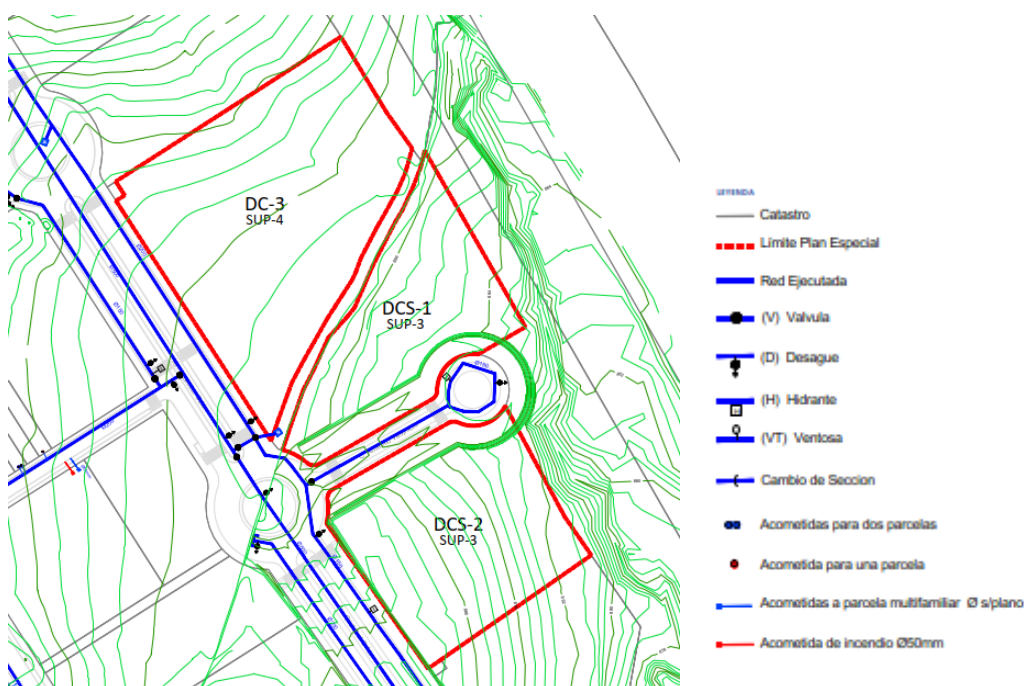 DC-3
SUP-4
DCS-1
SUP-3
Ø100
DCS-2
SUP-3
LEYENDA
Catastro
Límite Plan Especial
Red Ejecutada
(V) Valvula
(D) Desague
(H) Hidrante
(VT) Ventosa
Cambio de Seccion
Acometidas para dos parcelas
Acometida para una parcela
Acometidas a parcela multifamiliar Ø s/plano
Acometida de incendio Ø50mm